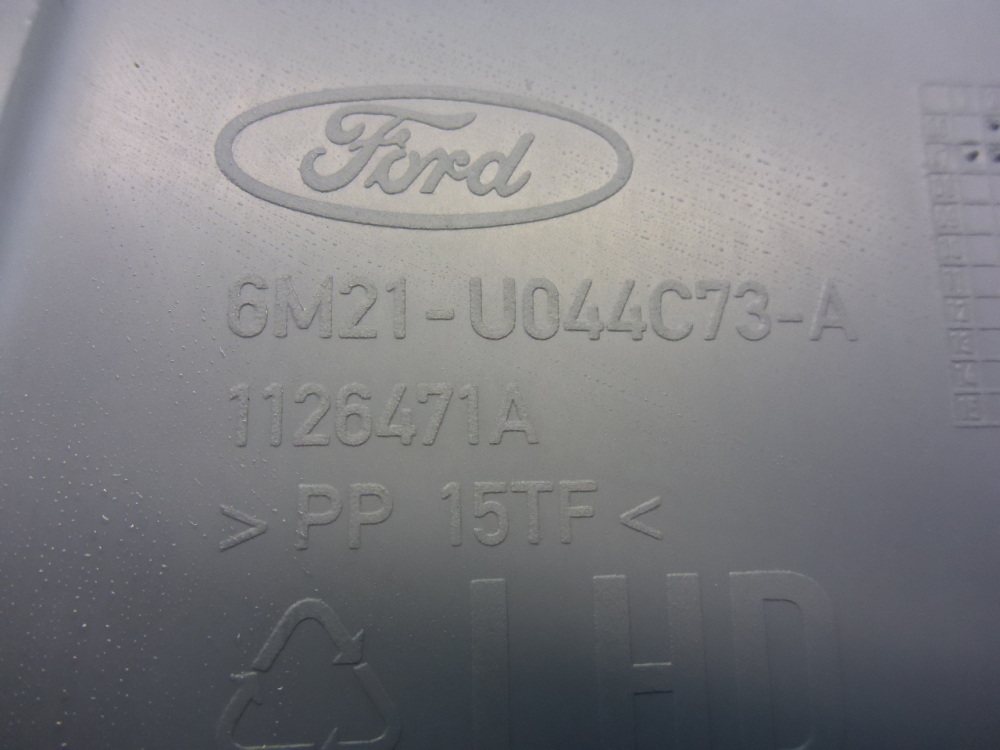 Ford
6M21-U044C73-A
1126471A
> PP 15TF <
LHD